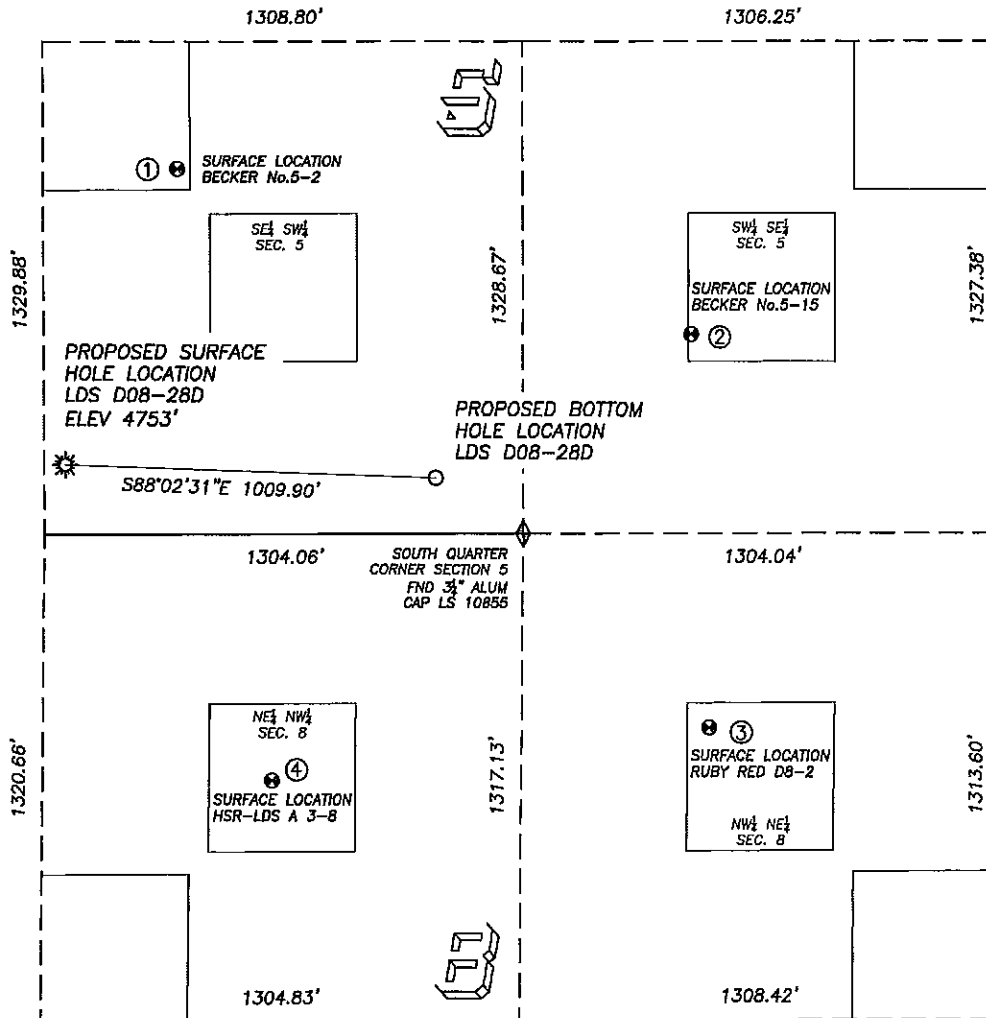 1308.80'
1306.25'
5
① SURFACE LOCATION
BECKER No.5-2
SE¼ SW¼
SEC. 5
SW¼ SE¼
SEC. 5
1329.88'
1328.67'
1327.38'
SURFACE LOCATION
BECKER No.5-15
②
PROPOSED SURFACE
HOLE LOCATION
LDS D08-28D
ELEV 4753'
PROPOSED BOTTOM
HOLE LOCATION
LDS D08-28D
S88°02'31"E 1009.90'
1304.06'
SOUTH QUARTER
CORNER SECTION 5
FND 3¼" ALUM
CAP LS 10855
1304.04'
NE¼ NW¼
SEC. 8
④
SURFACE LOCATION
HSR-LDS A 3-8
③
SURFACE LOCATION
RUBY RED D8-2
NW¼ NE¼
SEC. 8
1320.66'
1317.13'
1313.60'
8
1304.83'
1308.42'